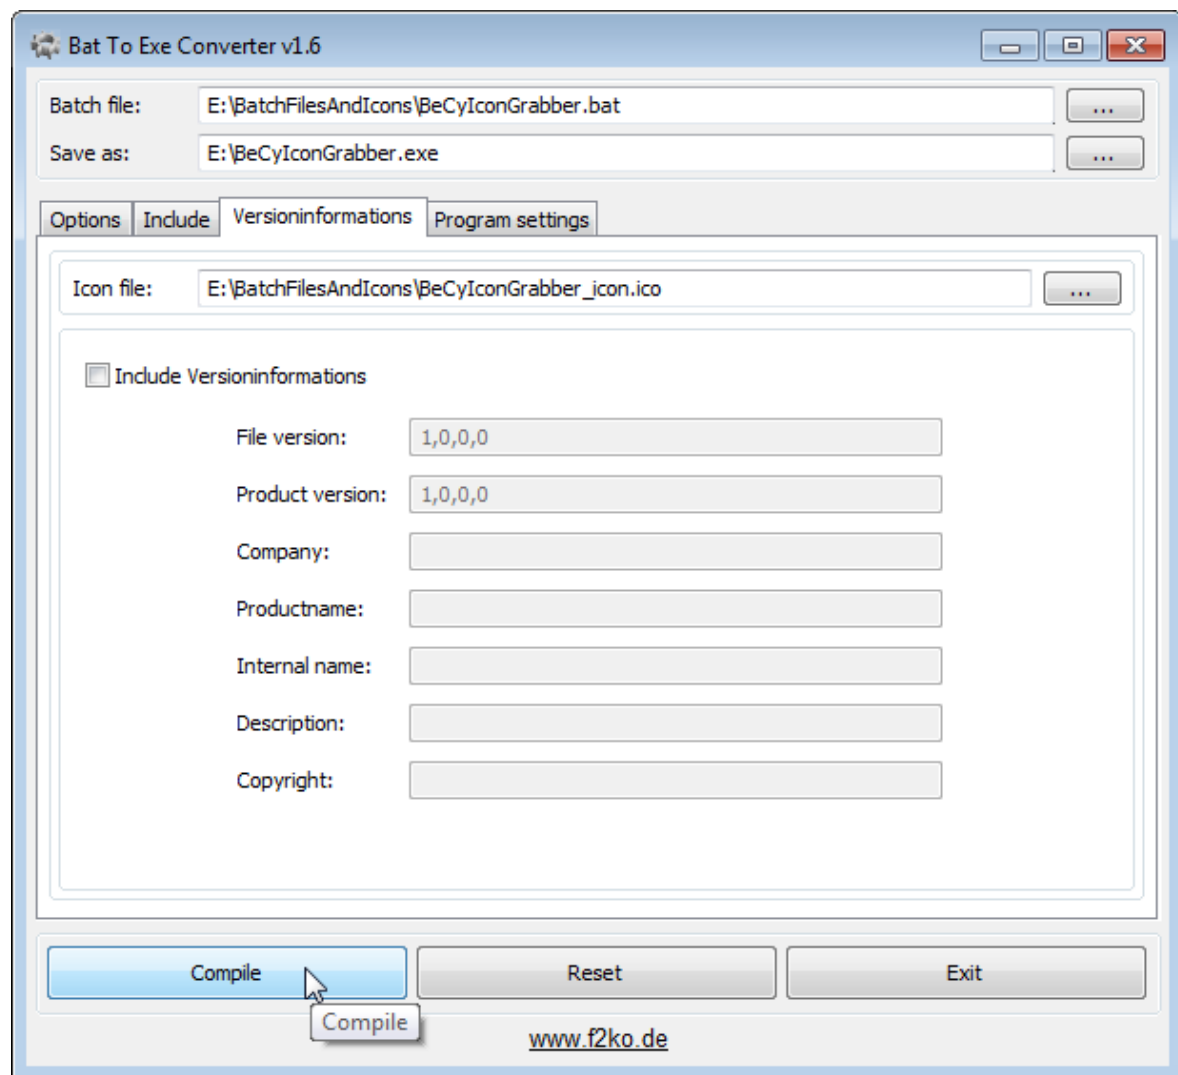 Bat To Exe Converter v1.6
Batch file: E:\BatchFilesAndIcons\BeCyIconGrabber.bat ...
Save as: E:\BeCyIconGrabber.exe ...
Options Include Versioninformations Program settings
Icon file: E:\BatchFilesAndIcons\BeCyIconGrabber_icon.ico ...
Include Versioninformations
File version: 1,0,0,0
Product version: 1,0,0,0
Company:
Productname:
Internal name:
Description:
Copyright:
Compile Reset Exit
Compile
www.f2ko.de